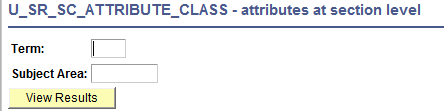 U_SR_SC_ATTRIBUTE_CLASS - attributes at section level
Term:
Subject Area:
View Results